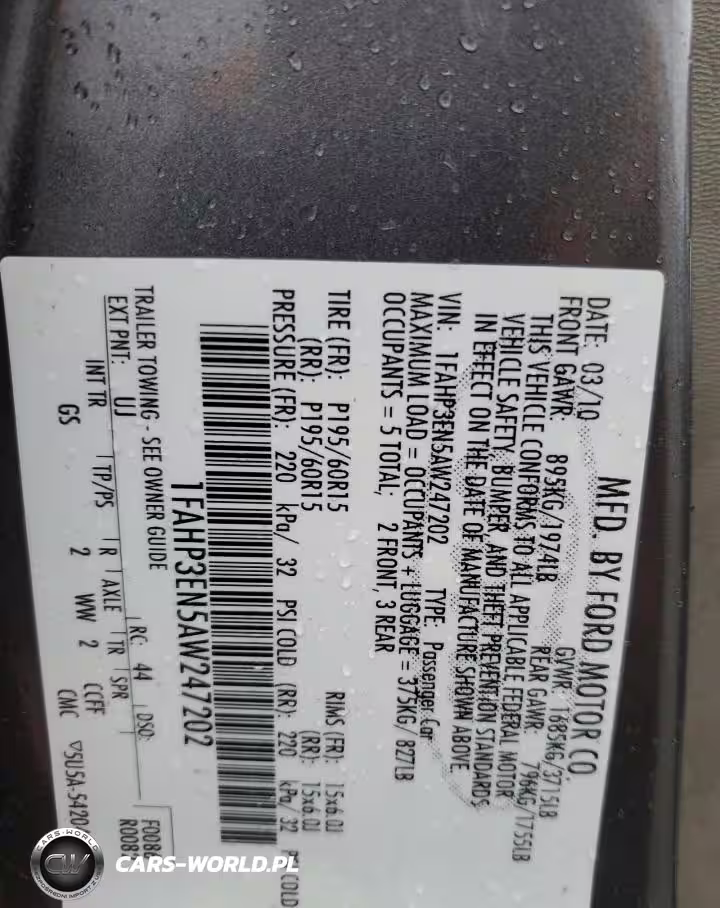 MFD. BY FORD MOTOR CO
DATE: 03/10 GVWR: 1685KG/3715LB
FRONT GAWR: 895KG/1974LB REAR GAWR: 796KG/1755LB
THIS VEHICLE CONFORMS TO ALL APPLICABLE FEDERAL MOTOR
VEHICLE SAFETY, BUMPER AND THEFT PREVENTION STANDARDS
IN EFFECT ON THE DATE OF MANUFACTURE SHOWN ABOVE
VIN: 1FAHP3EN5AW247202 TYPE: Passenger Car
MAXIMUM LOAD = OCCUPANTS + LUGGAGE = 375KG/827LB
OCCUPANTS = 5 TOTAL; 2 FRONT, 3 REAR
TIRE (FR): P195/60R15 RIMS (FR): 15x6.0J
(RR): P195/60R15 (RR): 15x6.0J
PRESSURE (FR): 220 kPa/ 32 PSI COLD (RR): 220 kPa/ 32 PSI COLD
1FAHP3EN5AW247202
TRAILER TOWING - SEE OWNER GUIDE
EXT PNT: UJ RC: 44 DSO:
INT TR TP/PS R AXLE TR SPR
GS 2 WW 2 CCFF
CMC 5U5A-5420
CARS-WORLD
CW
CARS-WORLD.PL